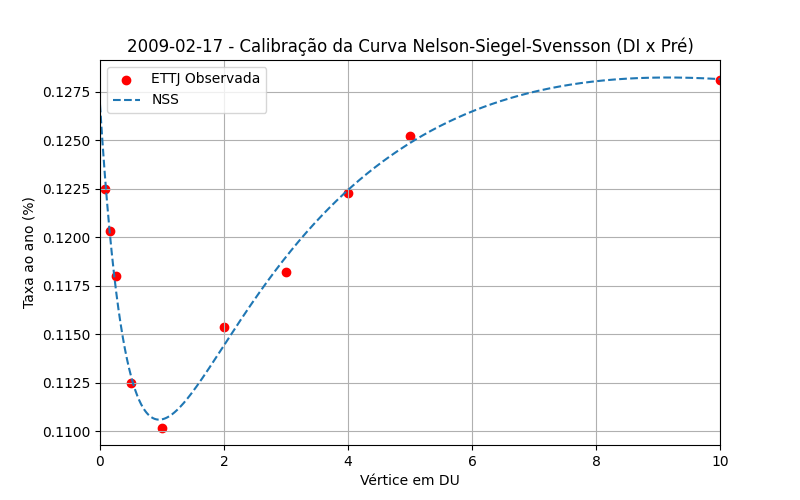 2009-02-17 - Calibração da Curva Nelson-Siegel-Svensson (DI x Pré)
ETTJ Observada
NSS
Taxa ao ano (%)
0.1275
0.1250
0.1225
0.1200
0.1175
0.1150
0.1125
0.1100
0 2 4 6 8 10
Vértice em DU